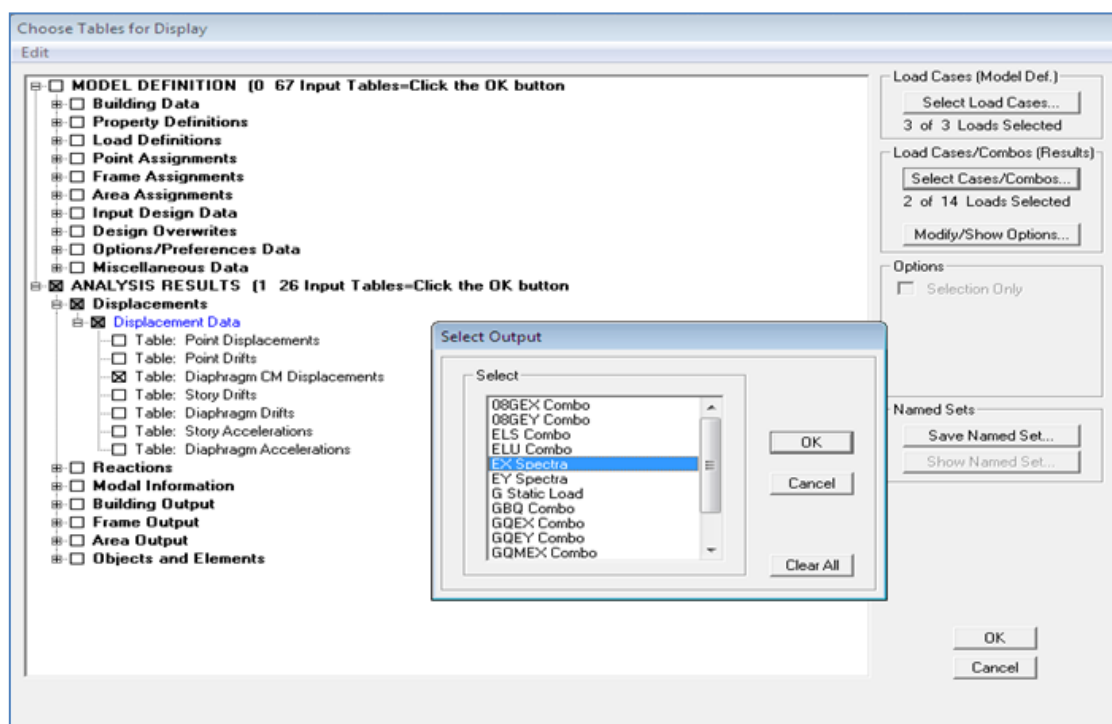 Choose Tables for Display
Edit
MODEL DEFINITION (0 67 Input Tables=Click the OK button
Building Data
Property Definitions
Load Definitions
Point Assignments
Frame Assignments
Area Assignments
Input Design Data
Design Overwrites
Options/Preferences Data
Miscellaneous Data
ANALYSIS RESULTS (1 26 Input Tables=Click the OK button
Displacements
Displacement Data
Table: Point Displacements
Table: Point Drifts
Table: Diaphragm CM Displacements
Table: Story Drifts
Table: Diaphragm Drifts
Table: Story Accelerations
Table: Diaphragm Accelerations
Reactions
Modal Information
Building Output
Frame Output
Area Output
Objects and Elements
Select Output
Select
08GEX Combo
08GEY Combo
ELS Combo
ELU Combo
EX Spectra
EY Spectra
G Static Load
GBQ Combo
GQEX Combo
GQEY Combo
GQMEX Combo
OK
Cancel
Clear All
Load Cases (Model Def.)
Select Load Cases...
3 of 3 Loads Selected
Load Cases/Combos (Results)
Select Cases/Combos...
2 of 14 Loads Selected
Modify/Show Options...
Options
Selection Only
Named Sets
Save Named Set...
Show Named Set...
OK
Cancel